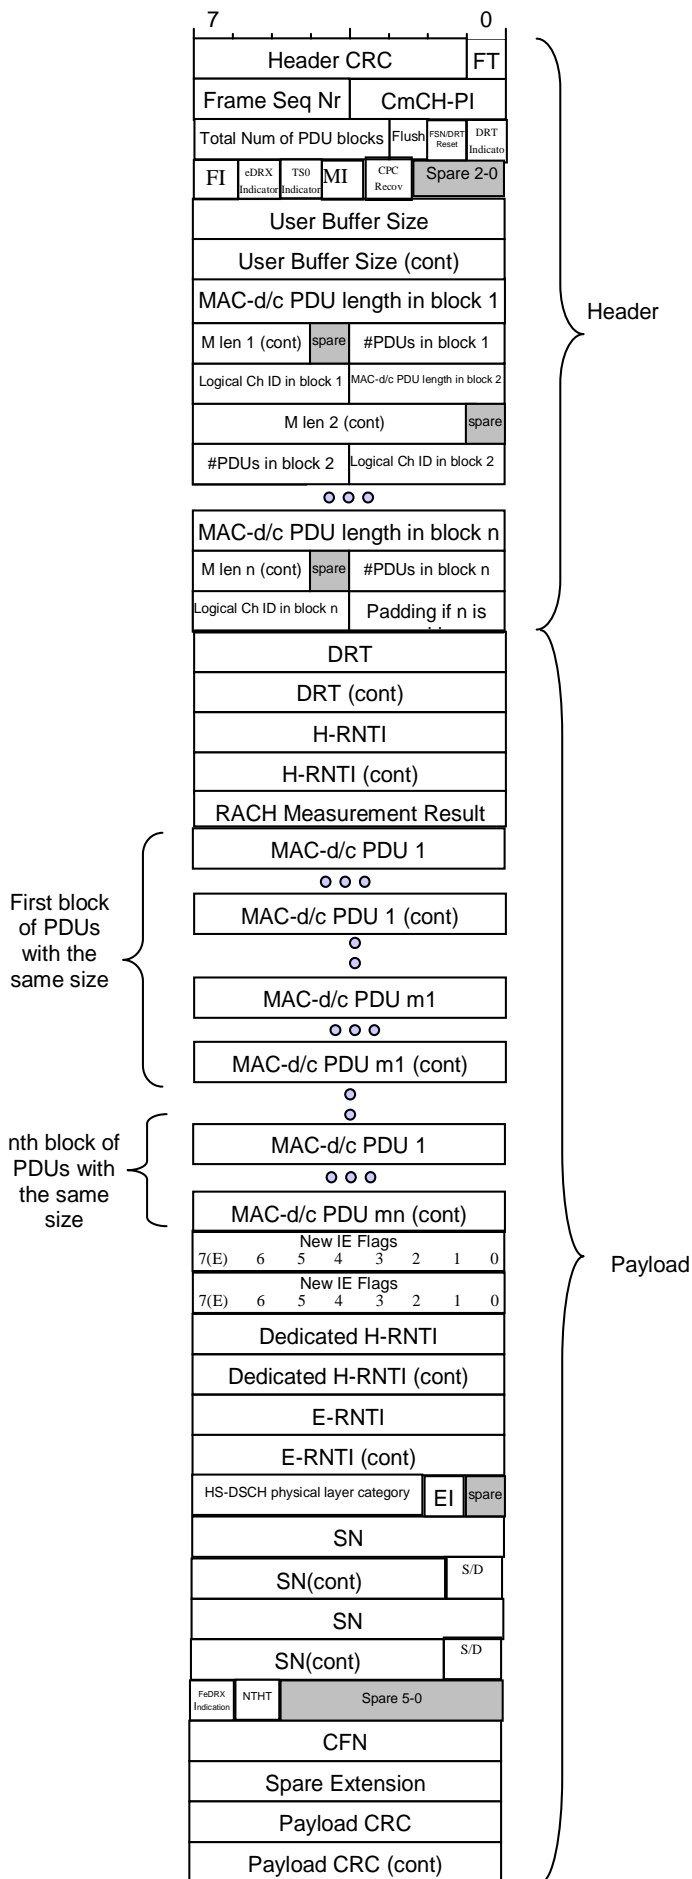 7 0
Header CRC FT
Frame Seq Nr CmCH-PI
Total Num of PDU blocks Flush FSN/DRT Reset DRT Indicato
FI eDRX Indicator TS0 Indicator MI CPC Recov Spare 2-0
User Buffer Size
User Buffer Size (cont)
MAC-d/c PDU length in block 1
Header
M len 1 (cont) spare #PDUs in block 1
Logical Ch ID in block 1 MAC-d/c PDU length in block 2
M len 2 (cont) spare
#PDUs in block 2 Logical Ch ID in block 2
MAC-d/c PDU length in block n
M len n (cont) spare #PDUs in block n
Logical Ch ID in block n Padding if n is
DRT
DRT (cont)
H-RNTI
H-RNTI (cont)
RACH Measurement Result
MAC-d/c PDU 1
First block
of PDUs
with the
same size
MAC-d/c PDU 1 (cont)
MAC-d/c PDU m1
MAC-d/c PDU m1 (cont)
nth block of
PDUs with
the same
size
MAC-d/c PDU 1
MAC-d/c PDU mn (cont)
New IE Flags
7(E) 6 5 4 3 2 1 0
Payload
New IE Flags
7(E) 6 5 4 3 2 1 0
Dedicated H-RNTI
Dedicated H-RNTI (cont)
E-RNTI
E-RNTI (cont)
HS-DSCH physical layer category EI spare
SN
SN(cont) S/D
SN
SN(cont) S/D
FeDRX Indication NTHT Spare 5-0
CFN
Spare Extension
Payload CRC
Payload CRC (cont)